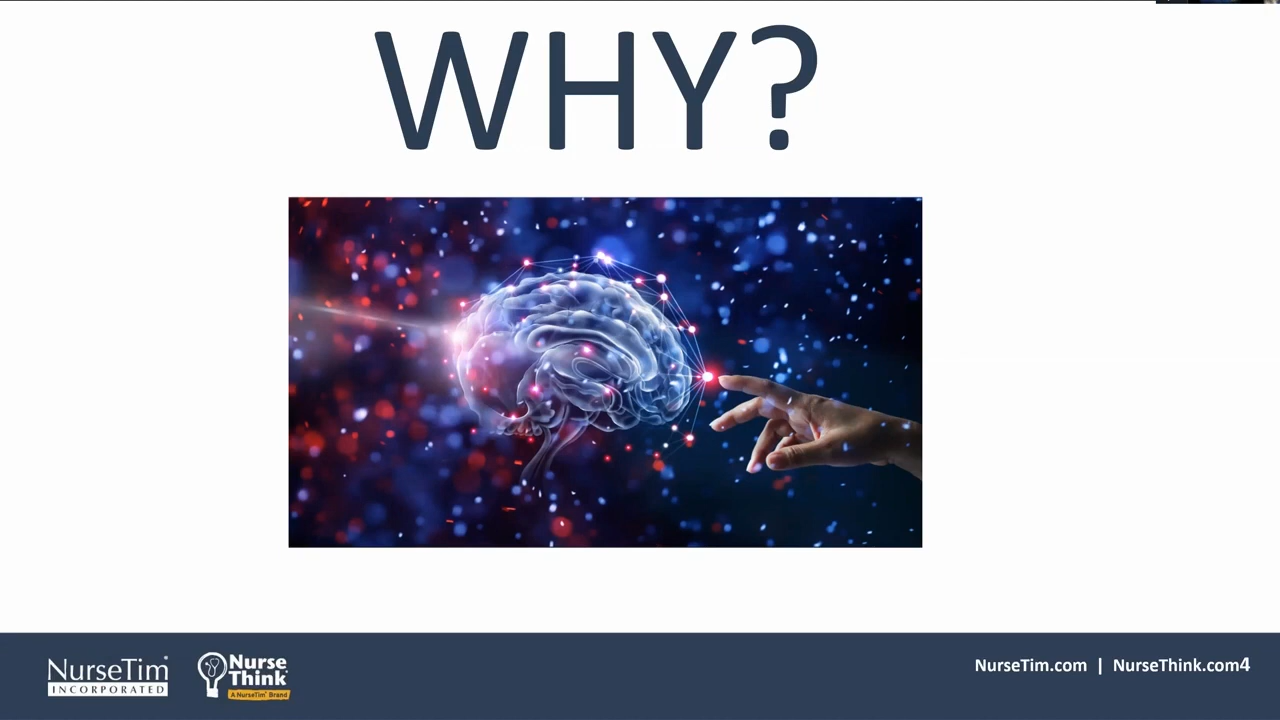 WHY?
NurseTim®
INCORPORATED
Nurse
Think®
A NurseTim® Brand
NurseTim.com | NurseThink.com4